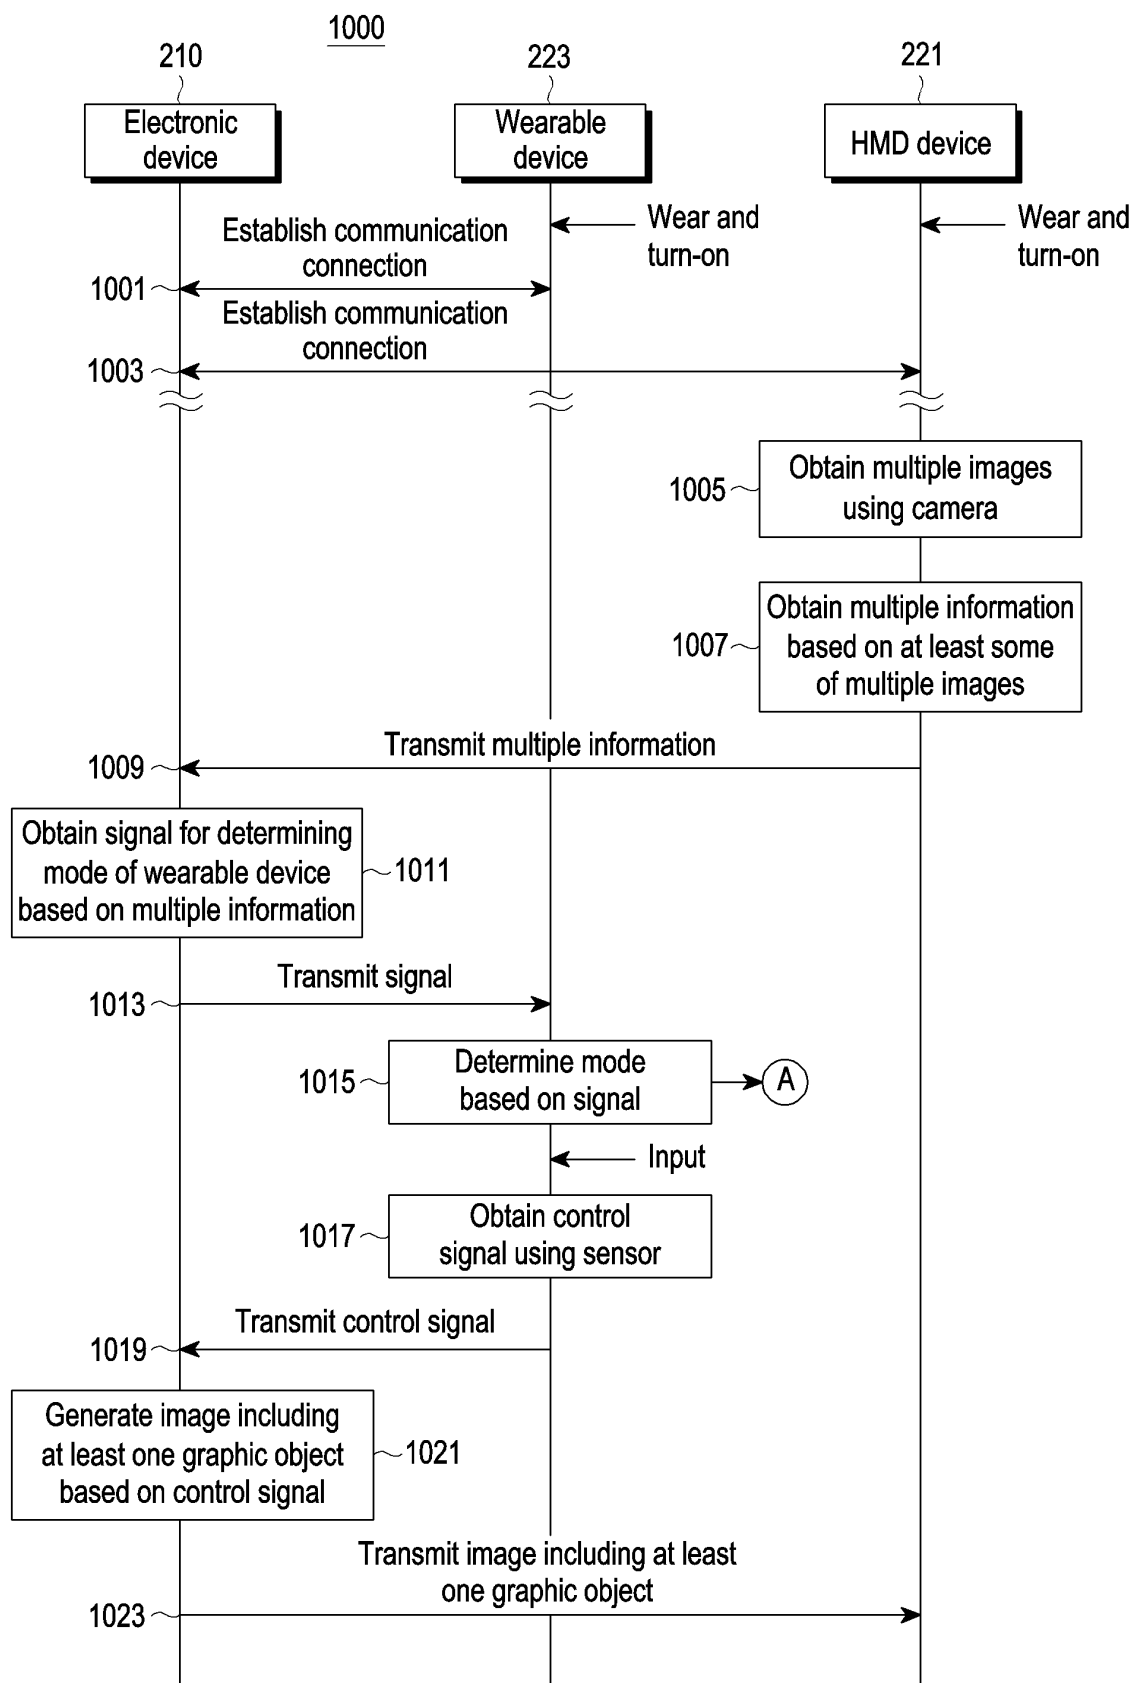 1000
210
223
221
Electronic
device
Wearable
device
HMD device
Wear and
turn-on
Wear and
turn-on
Establish communication
connection
1001
Establish communication
connection
1003
Obtain multiple images
using camera
1005
Obtain multiple information
based on at least some
of multiple images
1007
Transmit multiple information
1009
Obtain signal for determining
mode of wearable device
based on multiple information
1011
Transmit signal
1013
Determine mode
based on signal
1015
A
Input
Obtain control
signal using sensor
1017
Transmit control signal
1019
Generate image including
at least one graphic object
based on control signal
1021
Transmit image including at least
one graphic object
1023